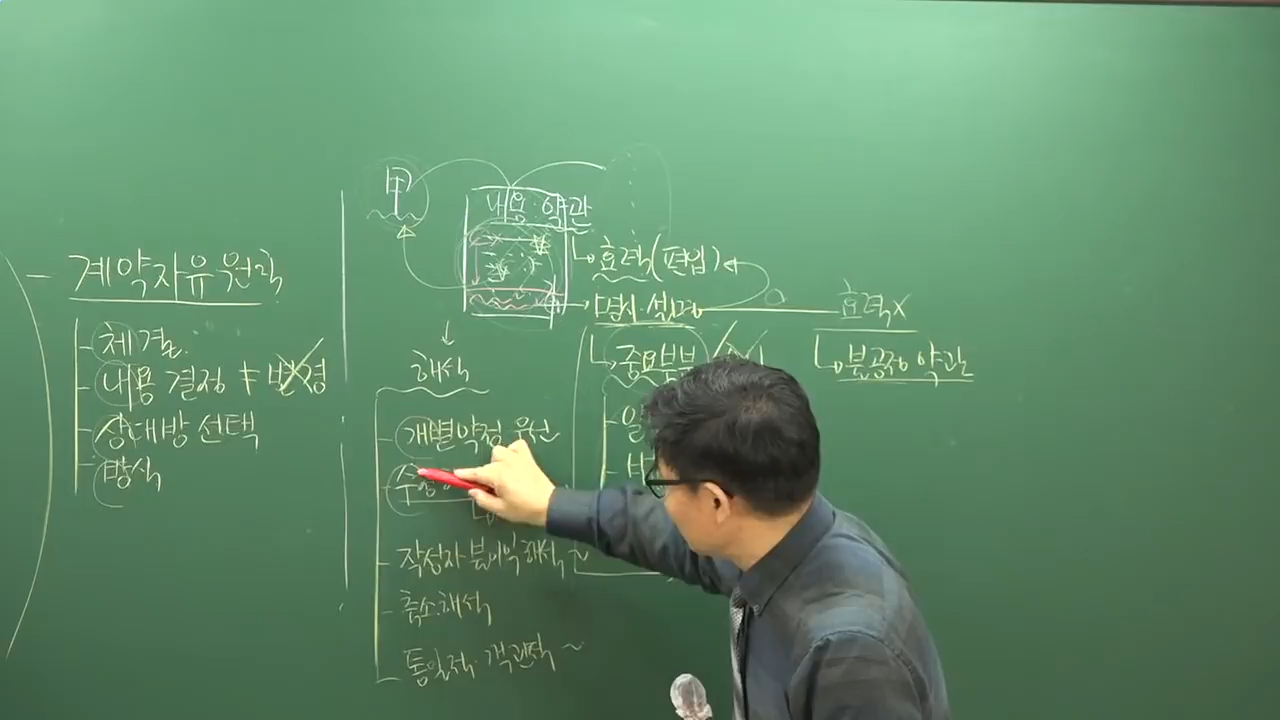 - 계약자유 원칙
체결
내용 결정 ≠ 변경
상대방 선택
방식
甲
내용·약관
효력(편입)
명시·설명
중요부분
효력X
불공정 약관
해석
개별약정 우선
수정
작성자 불이익 해석
축소해석
통일적·객관적 ~